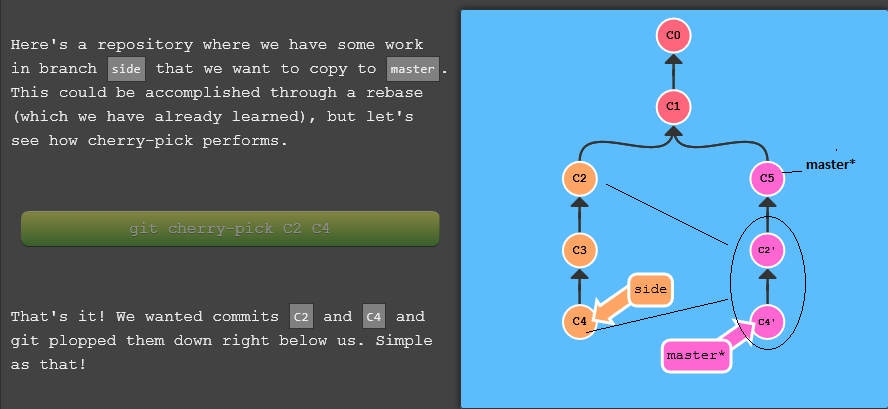 Here's a repository where we have some work
in branch side that we want to copy to master.
This could be accomplished through a rebase
(which we have already learned), but let's
see how cherry-pick performs.
git cherry-pick C2 C4
That's it! We wanted commits C2 and C4 and
git plopped them down right below us. Simple
as that!
C0
C1
C2
C5
master*
C3
C2'
side
C4
C4'
master*